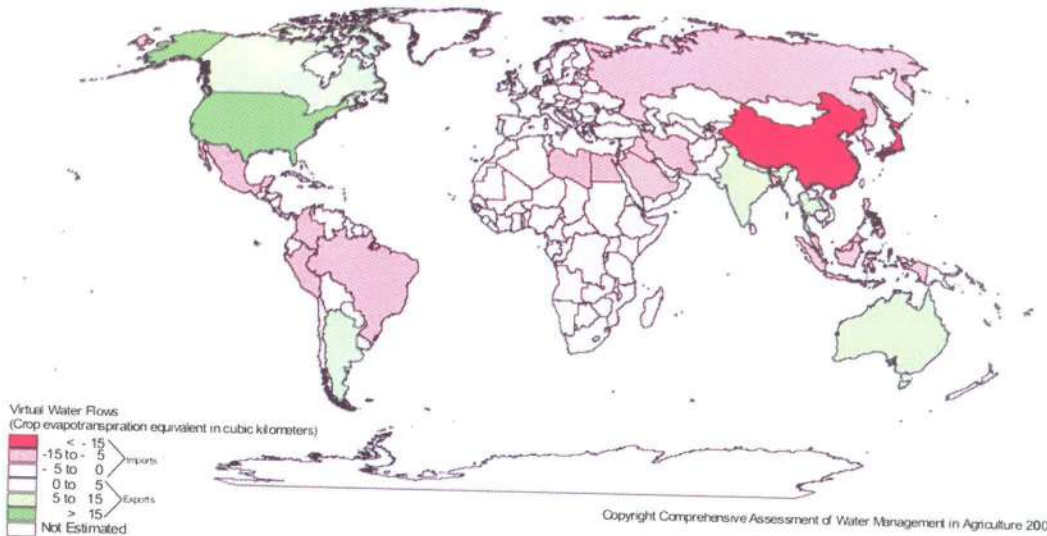 Virtual Water Flows
(Crop evapotranspiration equivalent in cubic kilometers)
< - 15
-15 to - 5
- 5 to 0
Imports
0 to 5
5 to 15
> 15
Exports
Not Estimated
Copyright Comprehensive Assessment of Water Management in Agriculture 200